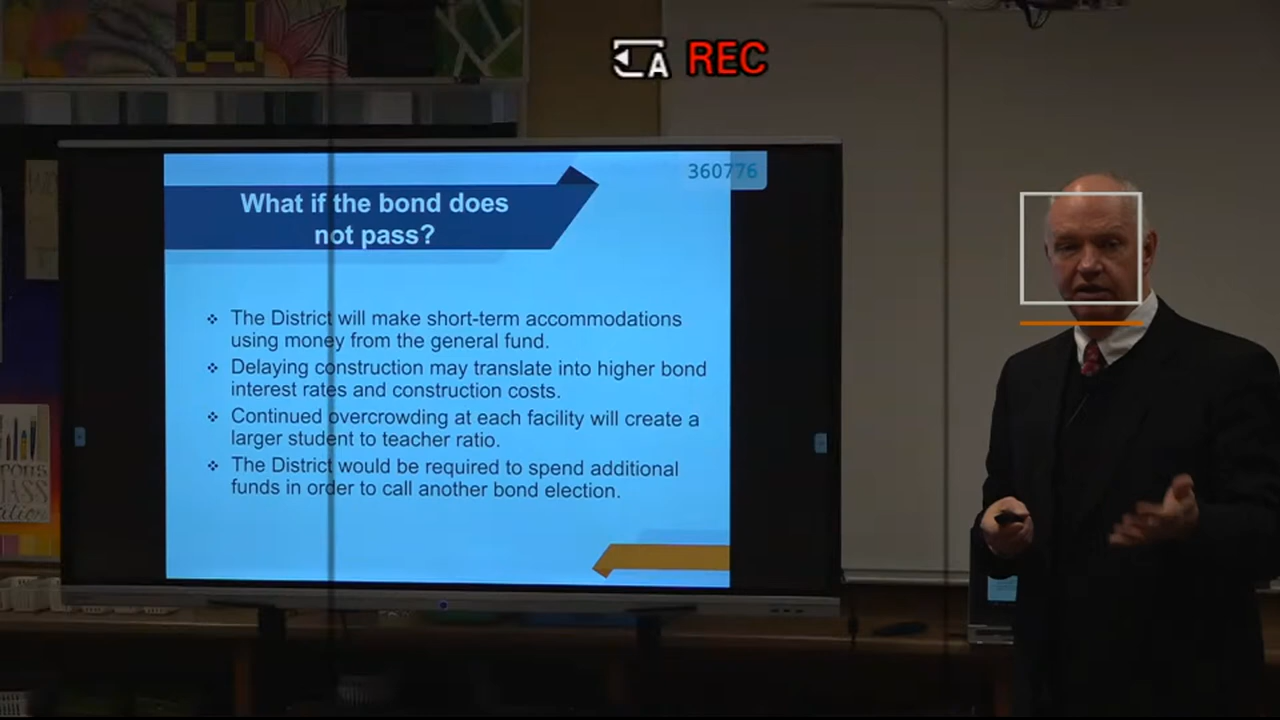 A REC
360776
What if the bond does
not pass?
❖ The District will make short-term accommodations
using money from the general fund.
❖ Delaying construction may translate into higher bond
interest rates and construction costs.
❖ Continued overcrowding at each facility will create a
larger student to teacher ratio.
❖ The District would be required to spend additional
funds in order to call another bond election.